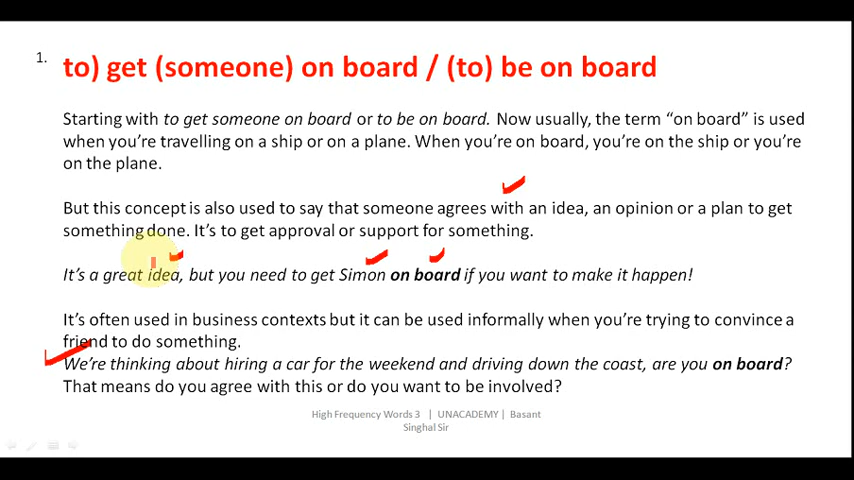 1.
to) get (someone) on board / (to) be on board
Starting with to get someone on board or to be on board. Now usually, the term “on board” is used
when you’re travelling on a ship or on a plane. When you’re on board, you’re on the ship or you’re
on the plane.
But this concept is also used to say that someone agrees with an idea, an opinion or a plan to get
something done. It’s to get approval or support for something.
It’s a great idea, but you need to get Simon on board if you want to make it happen!
It’s often used in business contexts but it can be used informally when you’re trying to convince a
friend to do something.
We’re thinking about hiring a car for the weekend and driving down the coast, are you on board?
That means do you agree with this or do you want to be involved?
High Frequency Words 3 | UNACADEMY | Basant
Singhal Sir